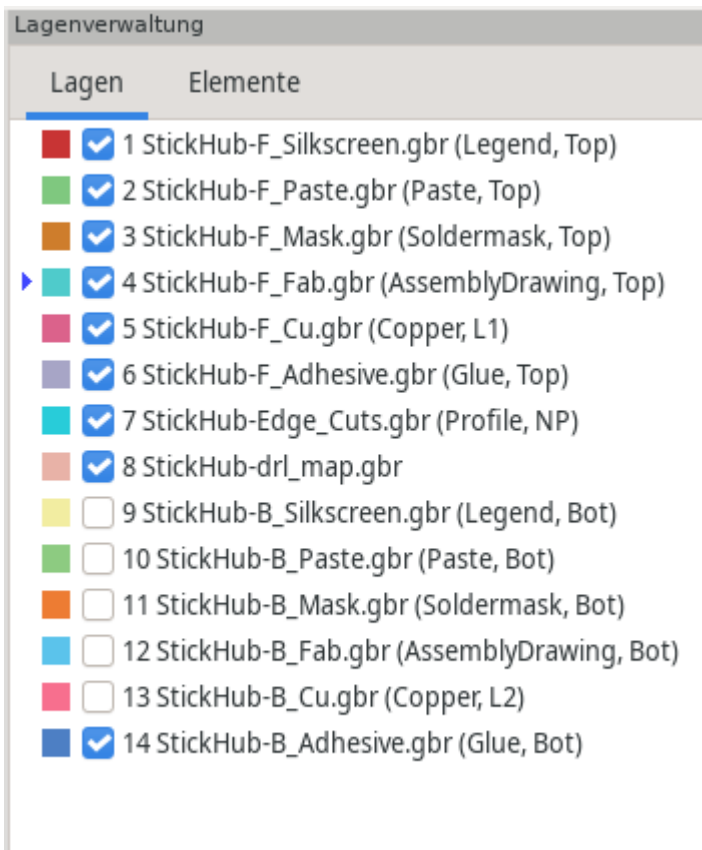 Lagenverwaltung
Lagen Elemente
1 StickHub-F_Silkscreen.gbr (Legend, Top)
2 StickHub-F_Paste.gbr (Paste, Top)
3 StickHub-F_Mask.gbr (Soldermask, Top)
4 StickHub-F_Fab.gbr (AssemblyDrawing, Top)
5 StickHub-F_Cu.gbr (Copper, L1)
6 StickHub-F_Adhesive.gbr (Glue, Top)
7 StickHub-Edge_Cuts.gbr (Profile, NP)
8 StickHub-drl_map.gbr
9 StickHub-B_Silkscreen.gbr (Legend, Bot)
10 StickHub-B_Paste.gbr (Paste, Bot)
11 StickHub-B_Mask.gbr (Soldermask, Bot)
12 StickHub-B_Fab.gbr (AssemblyDrawing, Bot)
13 StickHub-B_Cu.gbr (Copper, L2)
14 StickHub-B_Adhesive.gbr (Glue, Bot)